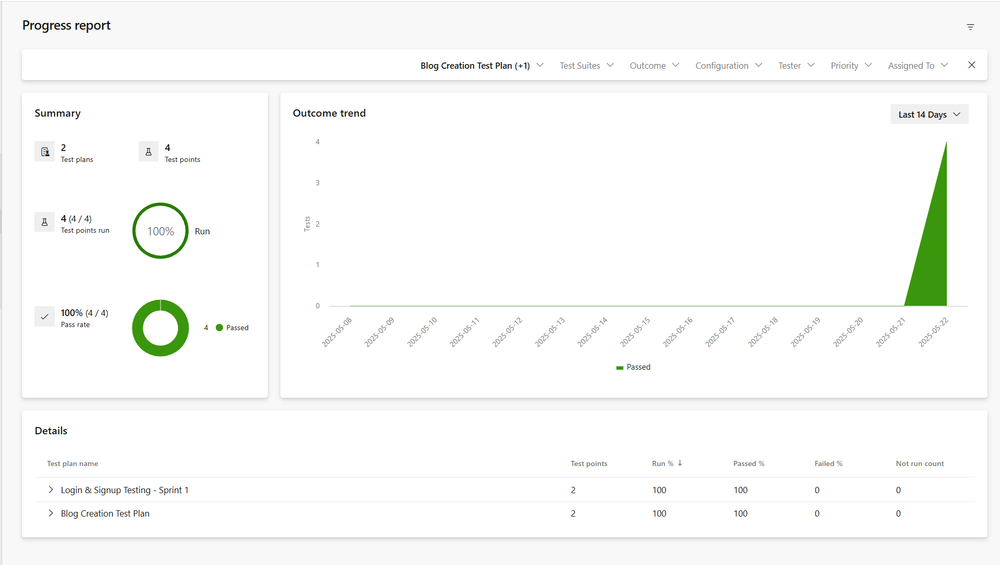 Progress report
Blog Creation Test Plan (+1) Test Suites Outcome Configuration Tester Priority Assigned To
Summary
2
Test plans
4
Test points
4 (4 / 4)
Test points run
100%
Run
100% (4 / 4)
Pass rate
4 Passed
Outcome trend
Last 14 Days
4
3
2
1
0
Tests
2025-05-08
2025-05-09
2025-05-10
2025-05-11
2025-05-12
2025-05-13
2025-05-14
2025-05-15
2025-05-16
2025-05-17
2025-05-18
2025-05-19
2025-05-20
2025-05-21
2025-05-22
Passed
Details
Test plan name Test points Run % Passed % Failed % Not run count
Login & Signup Testing - Sprint 1 2 100 100 0 0
Blog Creation Test Plan 2 100 100 0 0